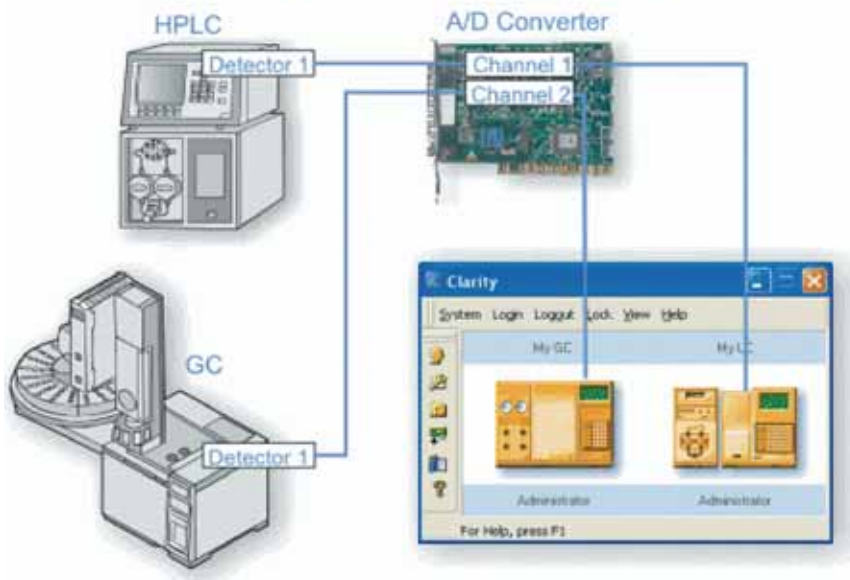 HPLC
A/D Converter
Detector 1
Channel 1
Channel 2
Clarity
System Login Logout Lock View Help
My GC
My LC
GC
Detector 1
Administrator
Administrator
For Help, press F1